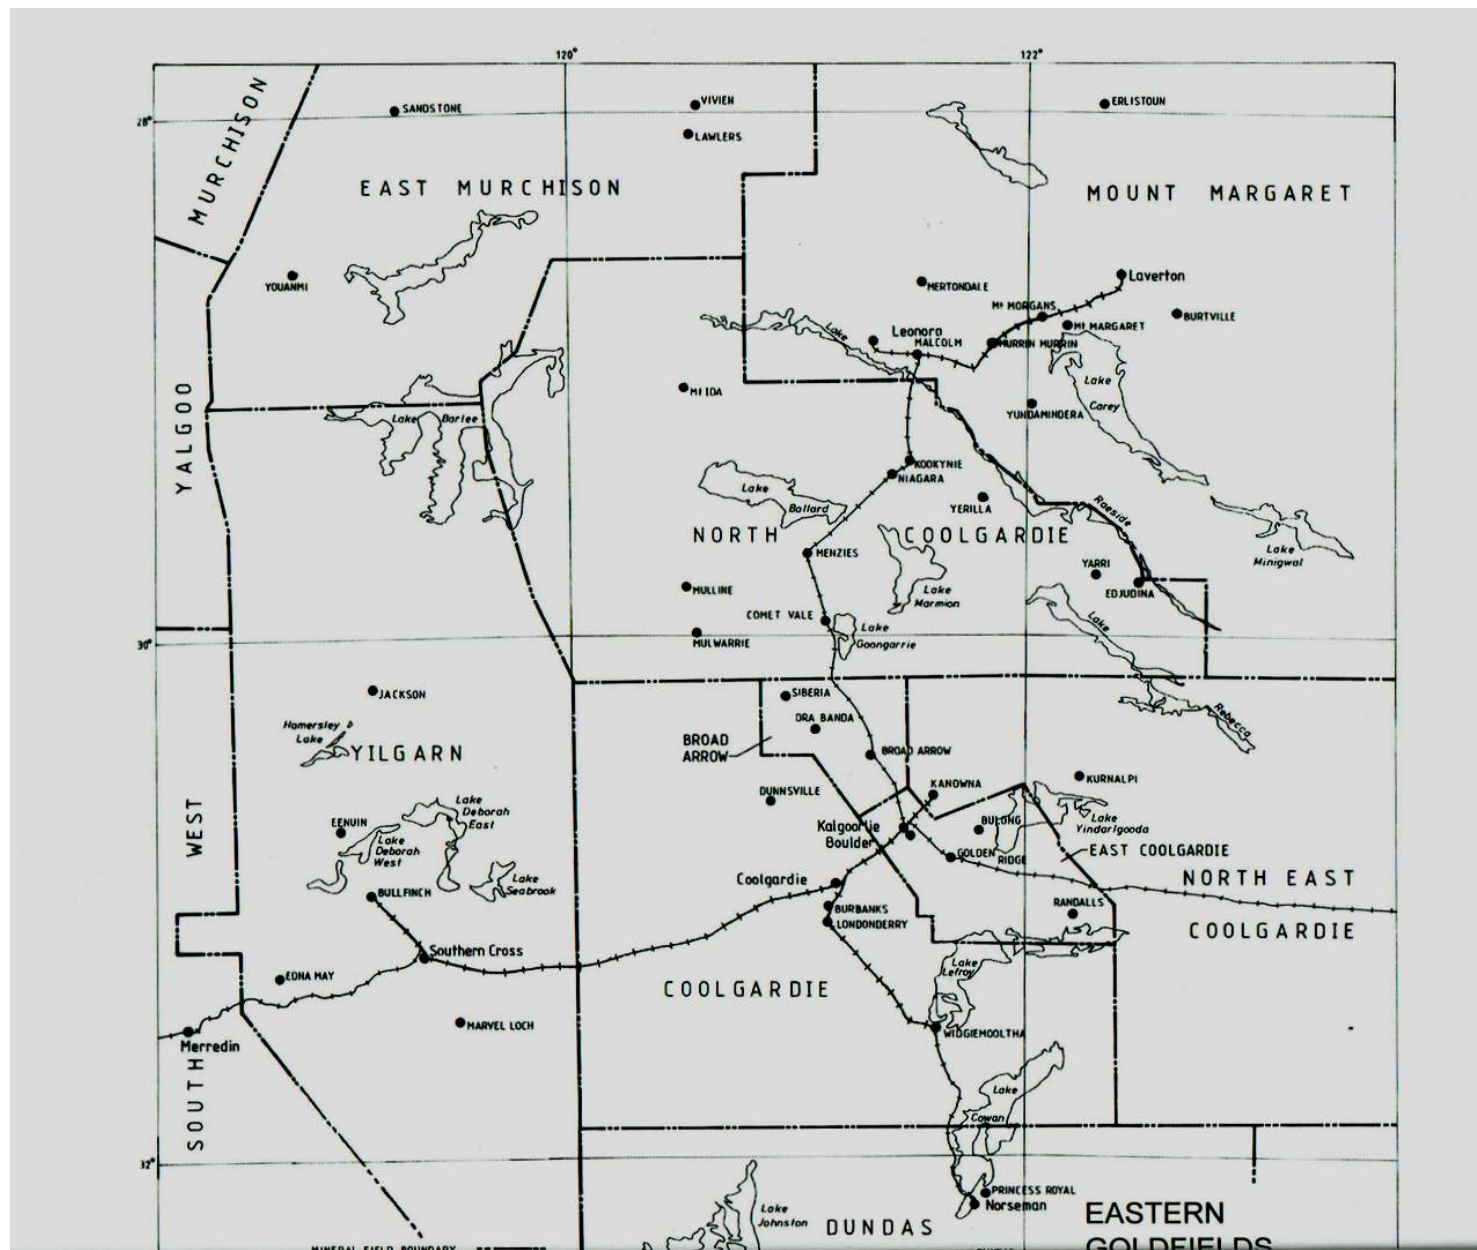 120°
122°
28°
MURCHISON
SANDSTONE
VIVIEN
LAWLERS
ERLISTOUN
EAST MURCHISON
MOUNT MARGARET
YOUANMI
MERTONDALE
Laverton
Mt MORGANS
Mt MARGARET
BURTVILLE
Lake
Leonora
MALCOLM
MURRIN MURRIN
Lake
Carey
Mt IDA
YUNDAMINDERA
YALGOO
Lake Barlee
KOOKYNIE
NIAGARA
Lake
Ballard
YERILLA
Raeside
NORTH COOLGARDIE
MENZIES
Lake
Minigwal
YARRI
EDJUDINA
MULLINE
Lake
Marmion
COMET VALE
Lake
Goongarrie
Lake
MULWARRIE
30°
JACKSON
SIBERIA
ORA BANDA
Rebecca
Hamersley
Lake
YILGARN
BROAD
ARROW
BROAD ARROW
KURNALPI
KANOWNA
DUNNSVILLE
Lake
Deborah
East
Lake
Yindarlgooda
EENUIN
Kalgoorlie
Boulder
BULONG
WEST
Lake
Deborah
West
GOLDEN RIDGE
EAST COOLGARDIE
Lake
Seabrook
Coolgardie
NORTH EAST
COOLGARDIE
BULLFINCH
BURBANKS
LONDONDERRY
RANDALLS
Southern Cross
Lake
Lefroy
EDNA MAY
COOLGARDIE
MARVEL LOCH
WIDGIEMOOLTHA
Merredin
SOUTH
Lake
Cowan
32°
PRINCESS ROYAL
Norseman
Lake
Johnston
DUNDAS
EASTERN
GOLDFIELDS
MINERAL FIELD BOUNDARY